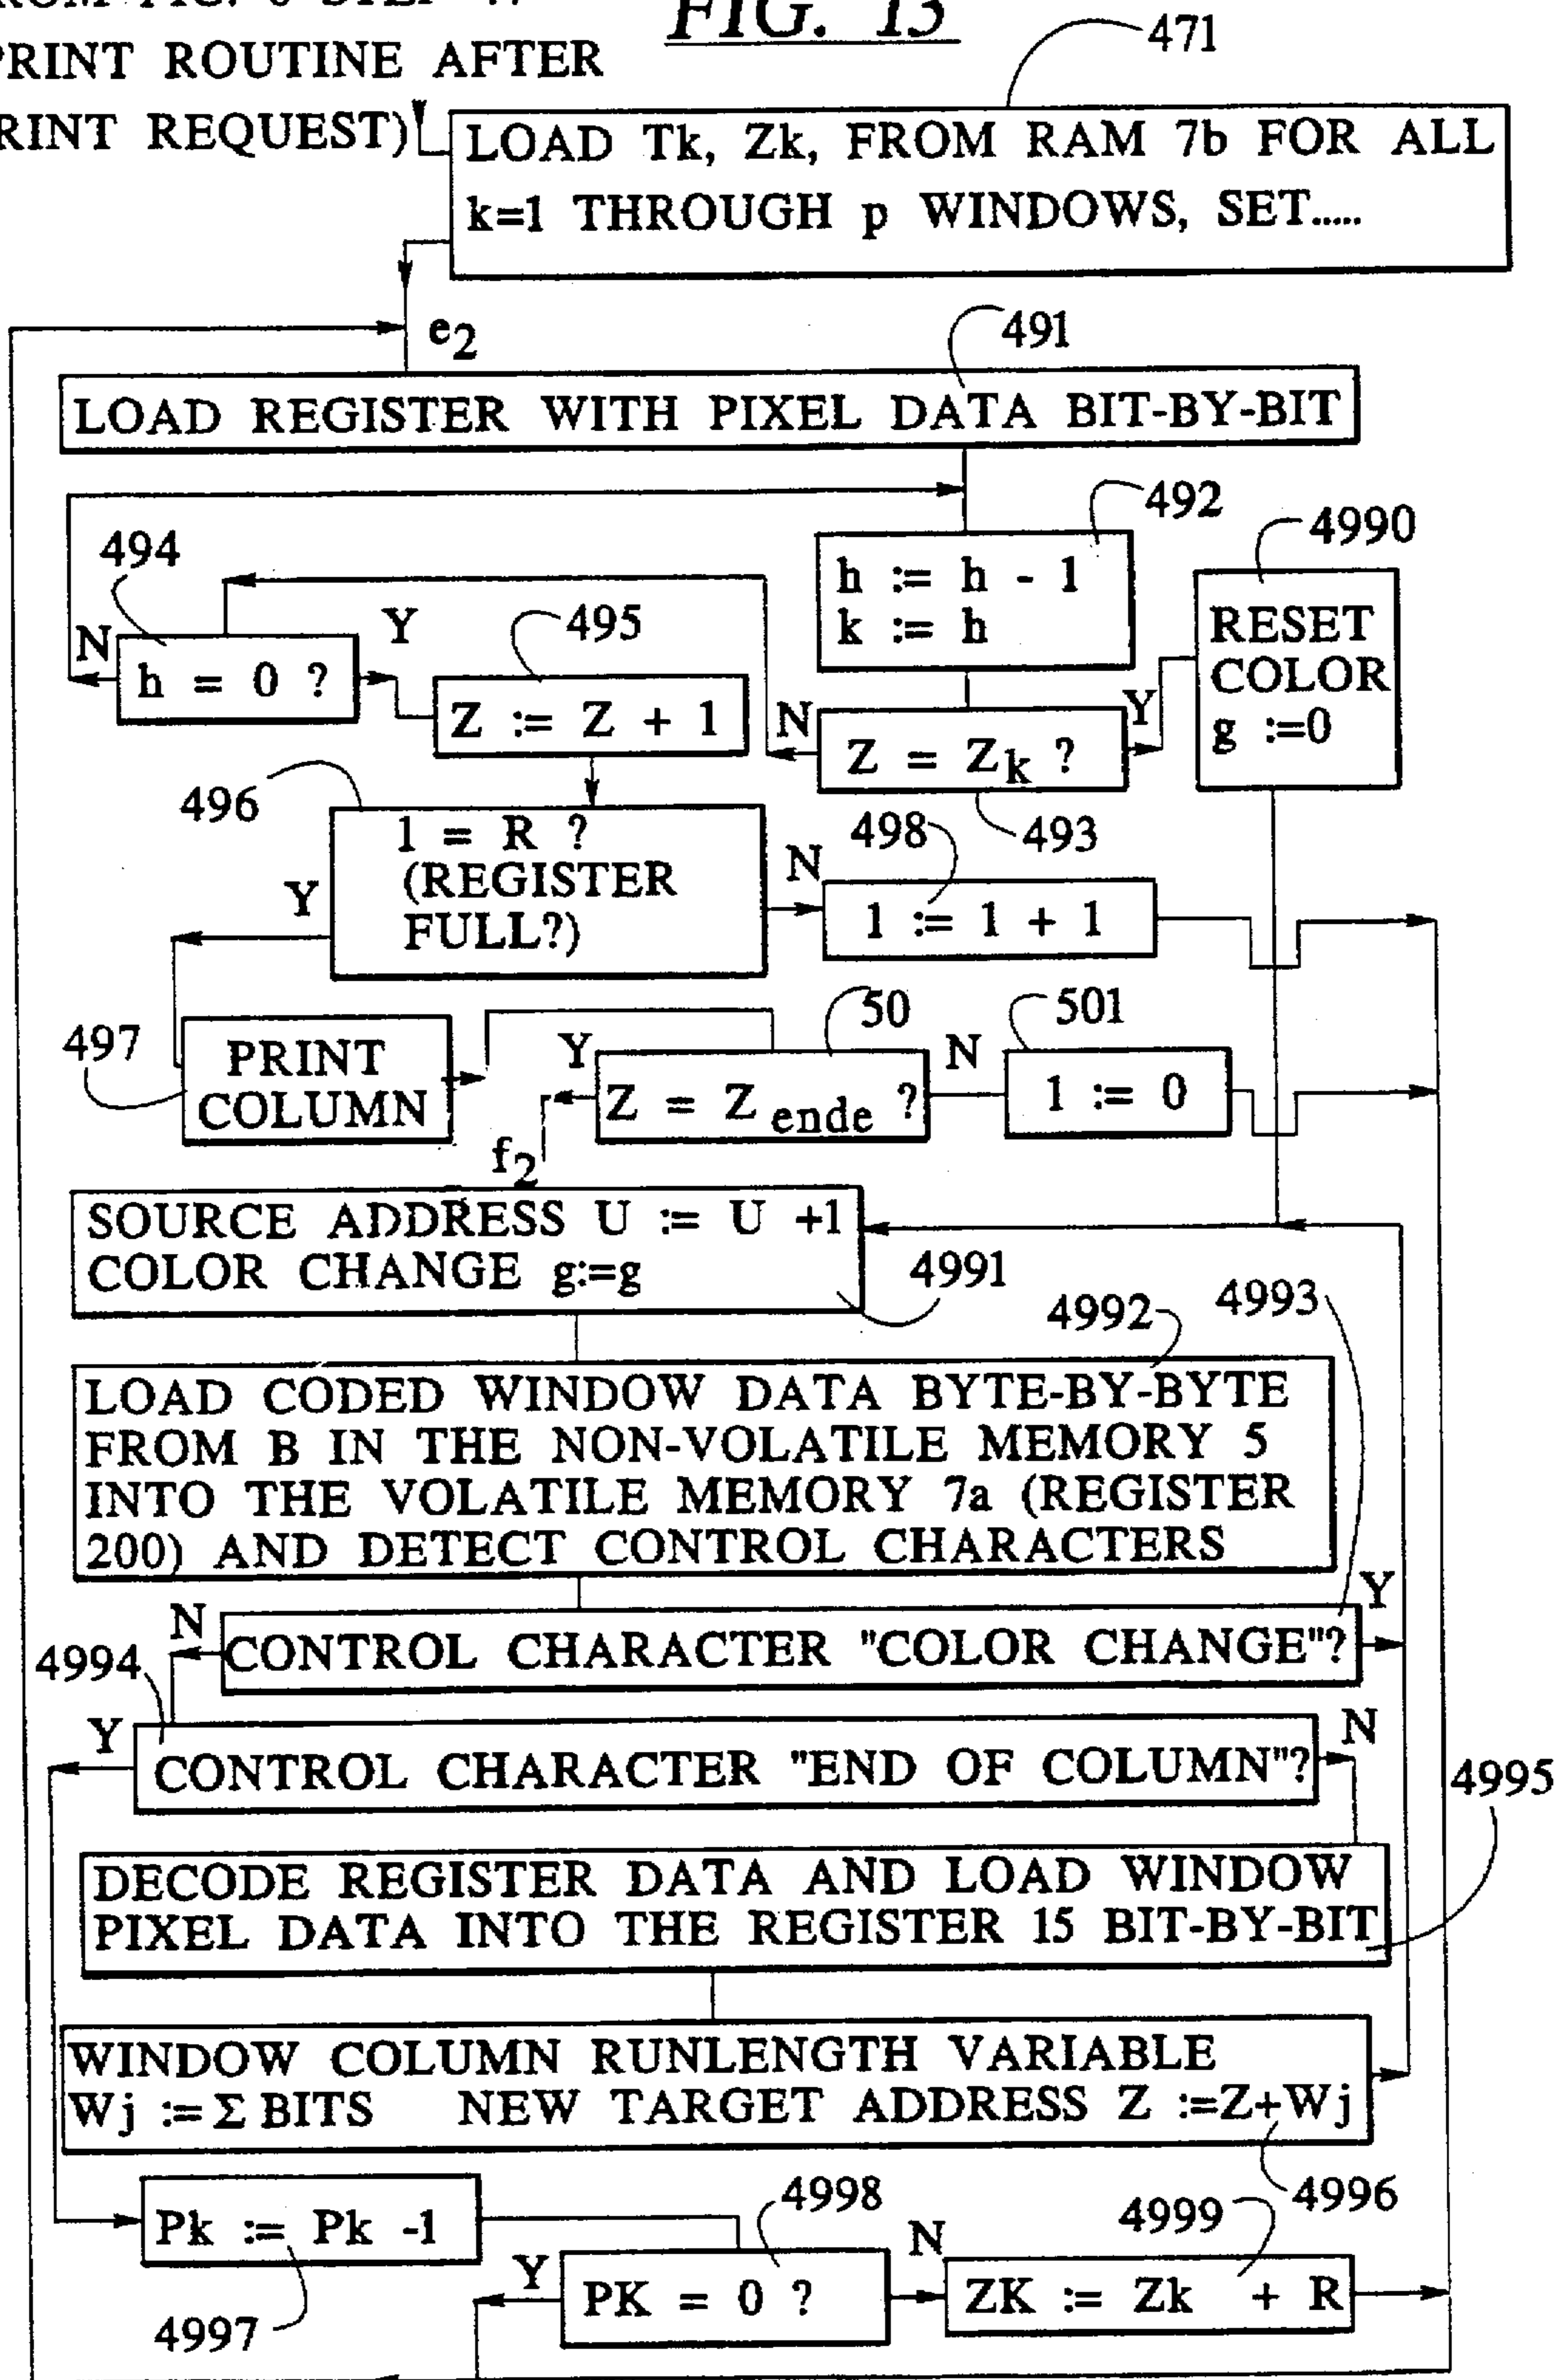 FIG. 13
PRINT ROUTINE AFTER
PRINT REQUEST)
471
LOAD Tk, Zk, FROM RAM 7b FOR ALL
k=1 THROUGH p WINDOWS, SET.....
e2
491
LOAD REGISTER WITH PIXEL DATA BIT-BY-BIT
492
h := h - 1
k := h
4990
RESET
COLOR
g :=0
494
N
h = 0 ?
Y
495
Z := Z + 1
N
Z = Zk ?
Y
493
496
1 = R ?
(REGISTER
FULL?)
Y
N
498
1 := 1 + 1
497
PRINT
COLUMN
50
Y
Z = Z ende ?
N
501
1 := 0
f2
SOURCE ADDRESS U := U +1
COLOR CHANGE g:=g
4991
4992
4993
LOAD CODED WINDOW DATA BYTE-BY-BYTE
FROM B IN THE NON-VOLATILE MEMORY 5
INTO THE VOLATILE MEMORY 7a (REGISTER
200) AND DETECT CONTROL CHARACTERS
N
CONTROL CHARACTER "COLOR CHANGE"?
Y
4994
Y
CONTROL CHARACTER "END OF COLUMN"?
N
4995
DECODE REGISTER DATA AND LOAD WINDOW
PIXEL DATA INTO THE REGISTER 15 BIT-BY-BIT
WINDOW COLUMN RUNLENGTH VARIABLE
Wj := Σ BITS NEW TARGET ADDRESS Z :=Z+Wj
4996
Pk := Pk -1
4997
4998
Y
PK = 0 ?
N
4999
ZK := Zk + R